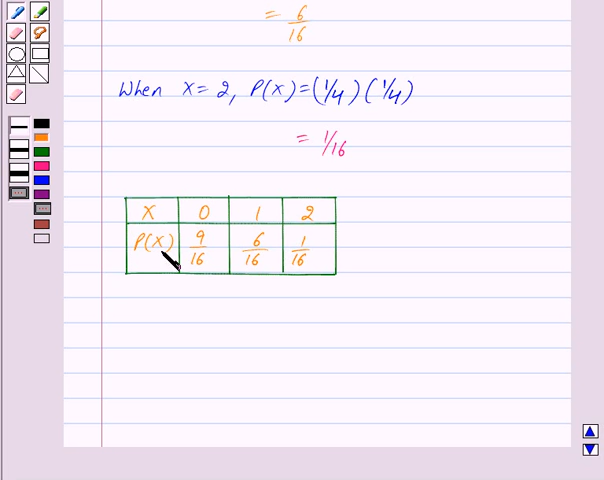 = 6/16
When X = 2, P(X) = (1/4) (1/4)
= 1/16
X 0 1 2
P(X) 9/16 6/16 1/16